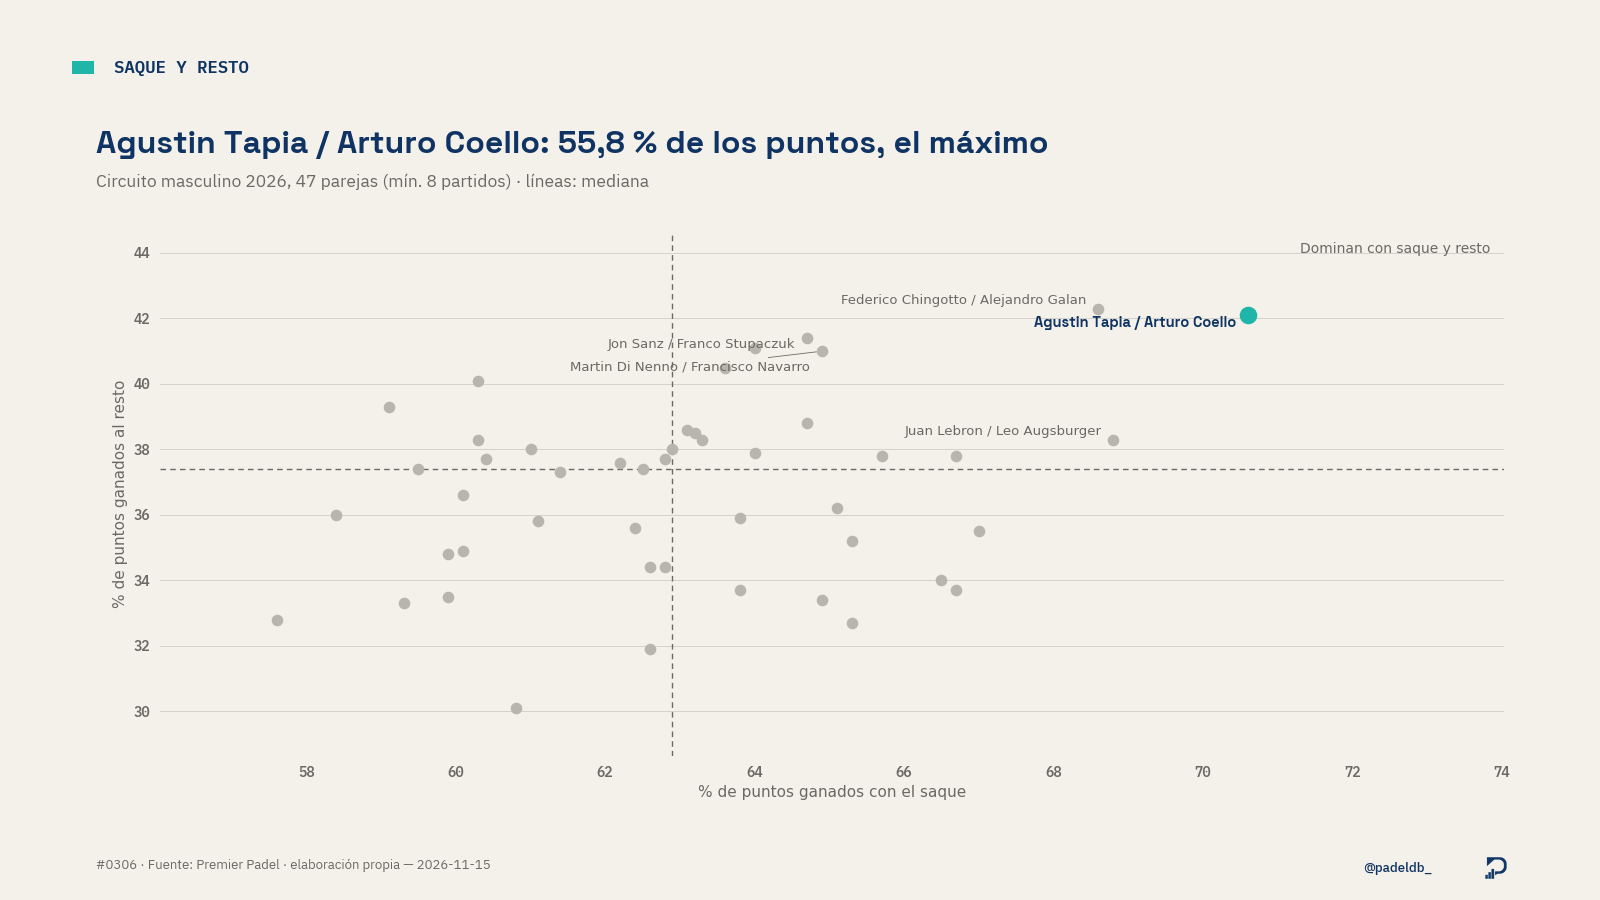 SAQUE Y RESTO
Agustin Tapia / Arturo Coello: 55,8 % de los puntos, el máximo
Circuito masculino 2026, 47 parejas (mín. 8 partidos) · líneas: mediana
Dominan con saque y resto
Federico Chingotto / Alejandro Galan
Agustin Tapia / Arturo Coello
Jon Sanz / Franco Stupaczuk
Martin Di Nenno / Francisco Navarro
Juan Lebron / Leo Augsburger
% de puntos ganados al resto
44
42
40
38
36
34
32
30
58 60 62 64 66 68 70 72 74
% de puntos ganados con el saque
#0306 · Fuente: Premier Padel · elaboración propia — 2026-11-15
@padeldb_